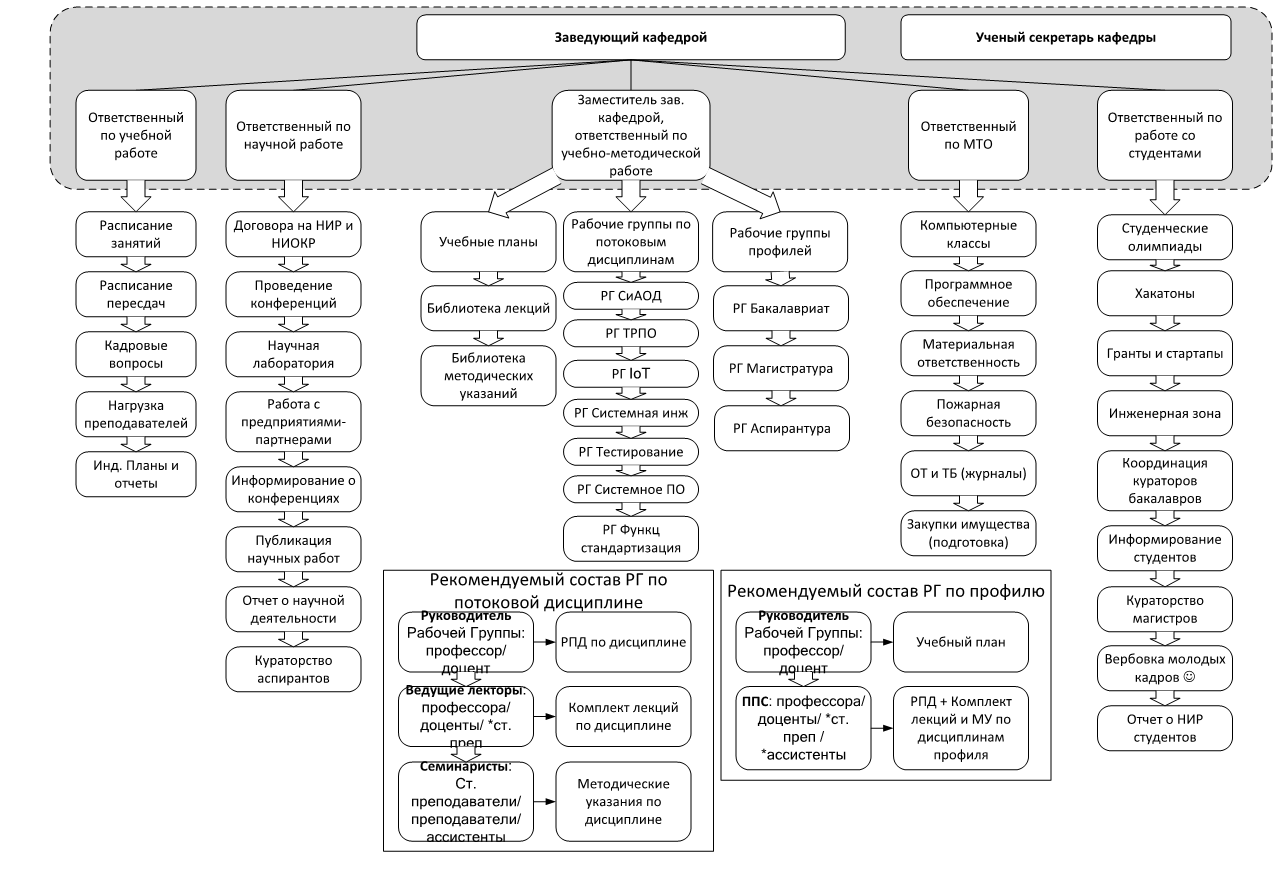 Заведующий кафедрой
Ученый секретарь кафедры
Ответственный
по учебной
работе
Ответственный по
научной работе
Заместитель зав.
кафедрой,
ответственный по
учебно-методической
работе
Ответственный
по МТО
Ответственный по
работе со
студентами
Расписание
занятий
Расписание
пересдач
Кадровые
вопросы
Нагрузка
преподавателей
Инд. Планы и
отчеты
Договора на НИР и
НИОКР
Проведение
конференций
Научная
лаборатория
Работа с
предприятиями-
партнерами
Информирование о
конференциях
Публикация
научных работ
Отчет о научной
деятельности
Кураторство
аспирантов
Учебные планы
Библиотека лекций
Библиотека
методических
указаний
Рабочие группы по
потоковым
дисциплинам
РГ СиАОД
РГ ТРПО
РГ IoT
РГ Системная инж
РГ Тестирование
РГ Системное ПО
РГ Функц
стандартизация
Рабочие группы
профилей
РГ Бакалавриат
РГ Магистратура
РГ Аспирантура
Компьютерные
классы
Программное
обеспечение
Материальная
ответственность
Пожарная
безопасность
ОТ и ТБ (журналы)
Закупки имущества
(подготовка)
Студенческие
олимпиады
Хакатоны
Гранты и стартапы
Инженерная зона
Координация
кураторов
бакалавров
Информирование
студентов
Кураторство
магистров
Вербовка молодых
кадров ☺
Отчет о НИР
студентов
Рекомендуемый состав РГ по
потоковой дисциплине
Руководитель
Рабочей Группы:
профессор/
доцент
РПД по дисциплине
Ведущие лекторы:
профессора/
доценты/ *ст.
преп
Комплект лекций
по дисциплине
Семинаристы:
Ст.
преподаватели/
преподаватели/
ассистенты
Методические
указания по
дисциплине
Рекомендуемый состав РГ по профилю
Руководитель
Рабочей Группы:
профессор/
доцент
Учебный план
ППС: профессора/
доценты/ *ст.
преп /
*ассистенты
РПД + Комплект
лекций и МУ по
дисциплинам
профиля